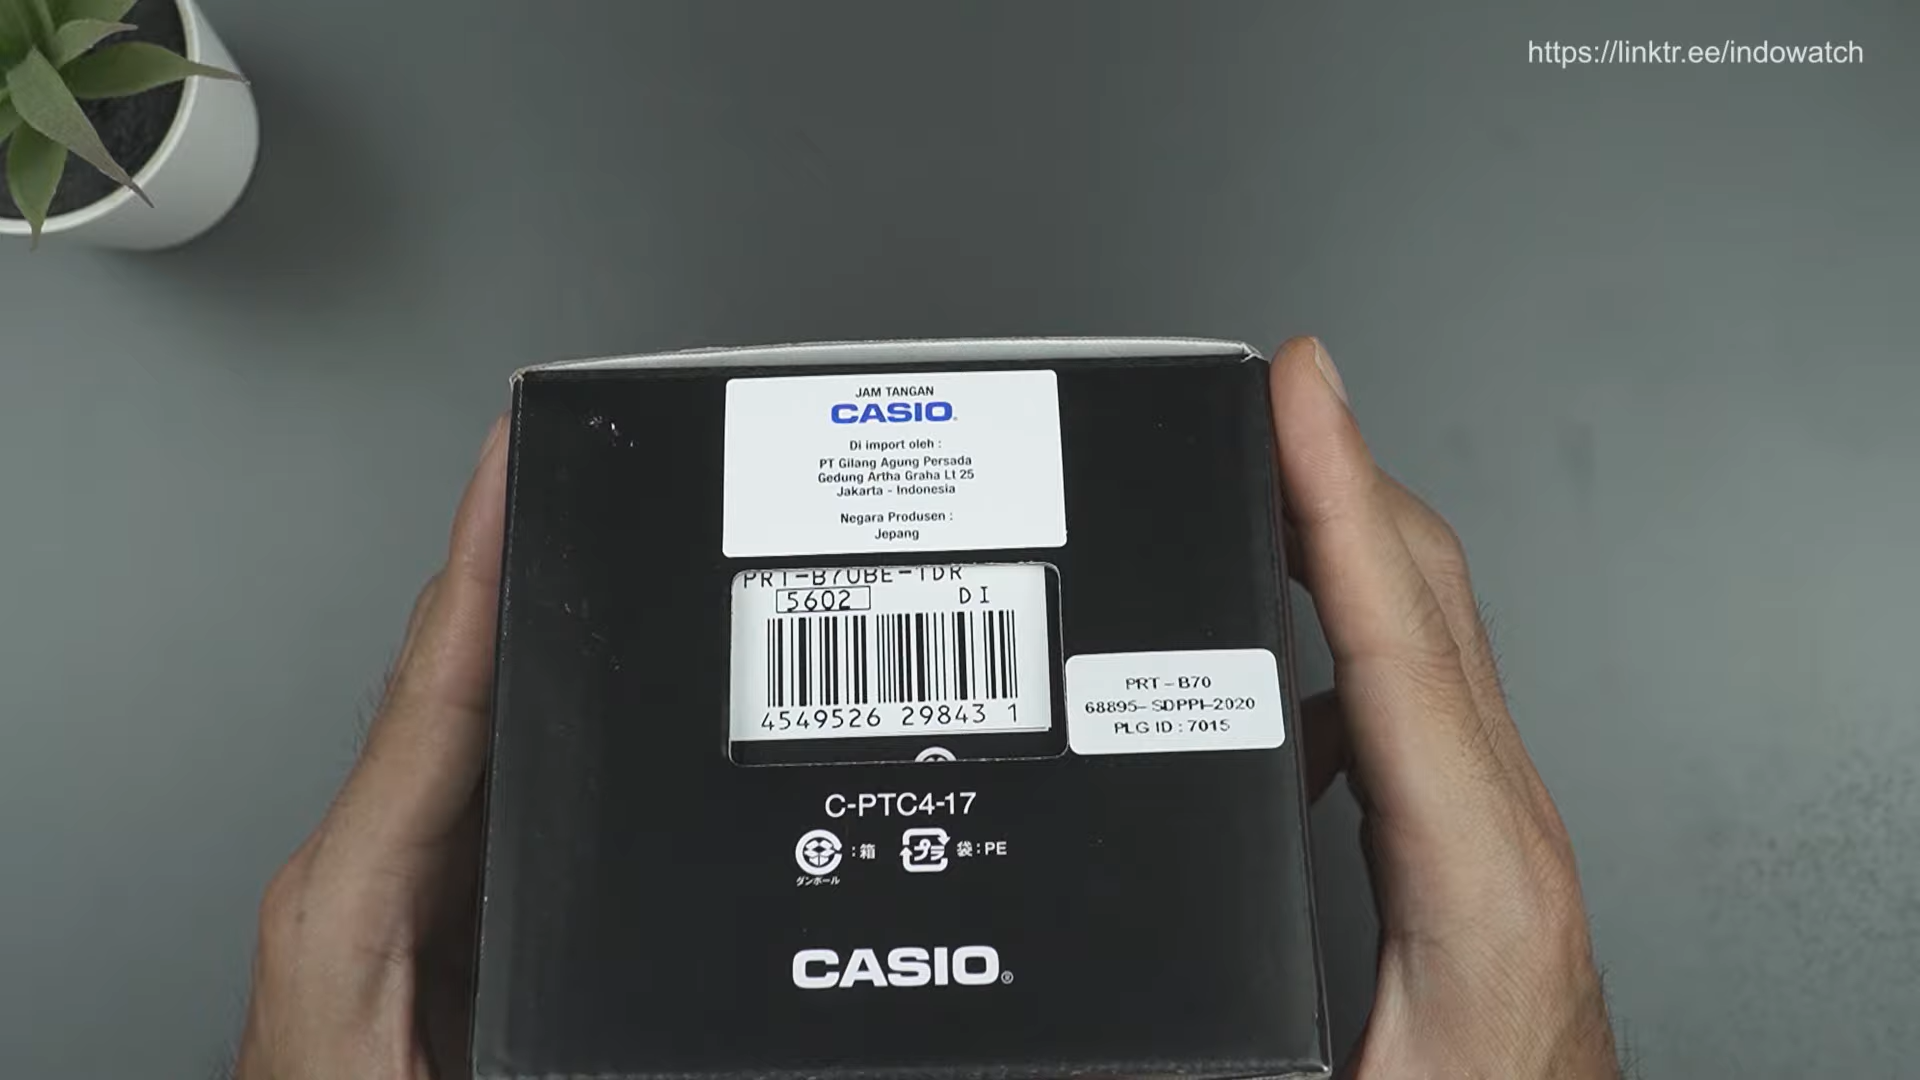 https://linktr.ee/indowatch
JAM TANGAN
CASIO
Di import oleh :
PT Gilang Agung Persada
Gedung Artha Graha Lt 25
Jakarta - Indonesia
Negara Produsen :
Jepang
PRT-B70BE-1DR
5602 DI
4549526 29843 1
PRT - B70
68895- SDPPI-2020
PLG ID : 7015
C-PTC4-17
:箱 プラ 袋:PE
ダンボール
CASIO®